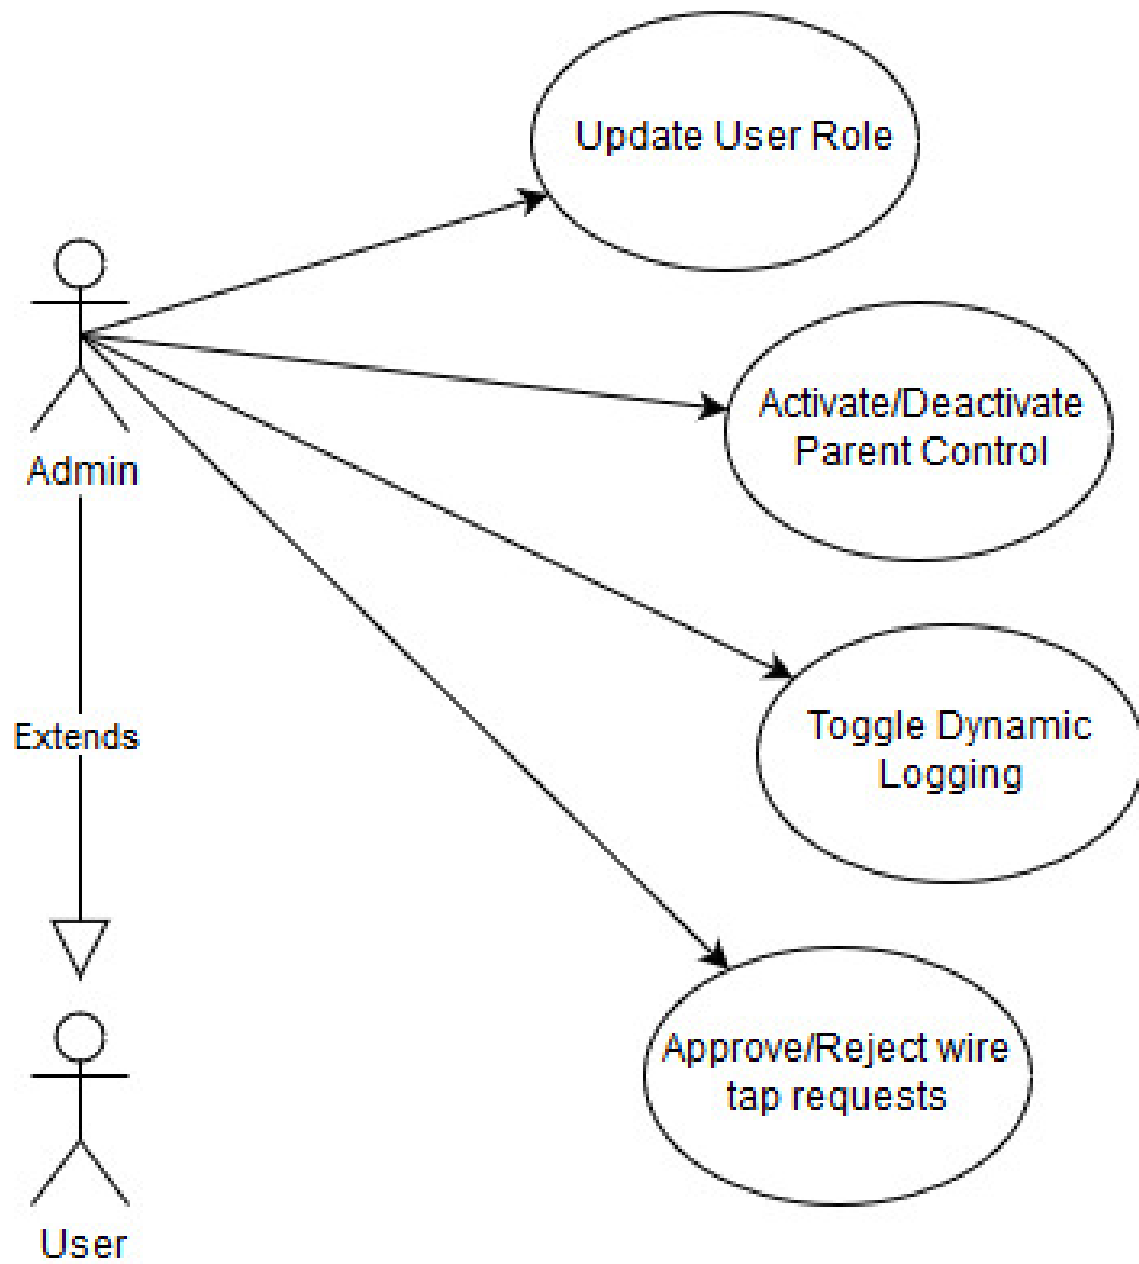 Update User Role
Activate/Deactivate
Parent Control
Admin
Extends
Toggle Dynamic
Logging
Approve/Reject wire
tap requests
User